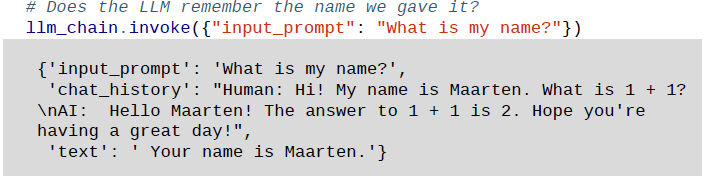 # Does the LLM remember the name we gave it?
llm_chain.invoke({"input_prompt": "What is my name?"})
{'input_prompt': 'What is my name?',
'chat_history': "Human: Hi! My name is Maarten. What is 1 + 1?
\nAI:  Hello Maarten! The answer to 1 + 1 is 2. Hope you're
having a great day!",
'text': ' Your name is Maarten.'}